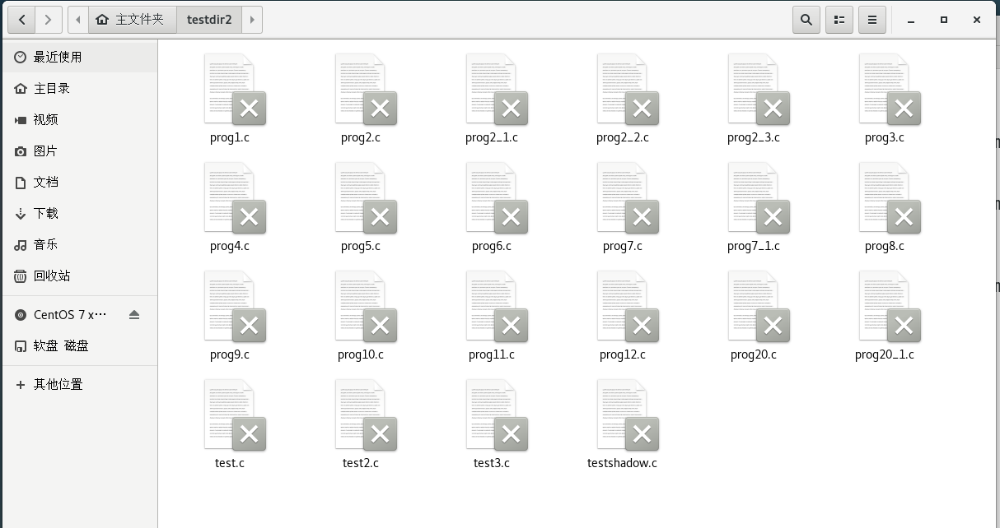 主文件夹 testdir2
最近使用
主目录
视频
图片
文档
下载
音乐
回收站
CentOS 7 x…
软盘 磁盘
其他位置
prog1.c prog2.c prog2_1.c prog2_2.c prog2_3.c prog3.c
prog4.c prog5.c prog6.c prog7.c prog7_1.c prog8.c
prog9.c prog10.c prog11.c prog12.c prog20.c prog20_1.c
test.c test2.c test3.c testshadow.c